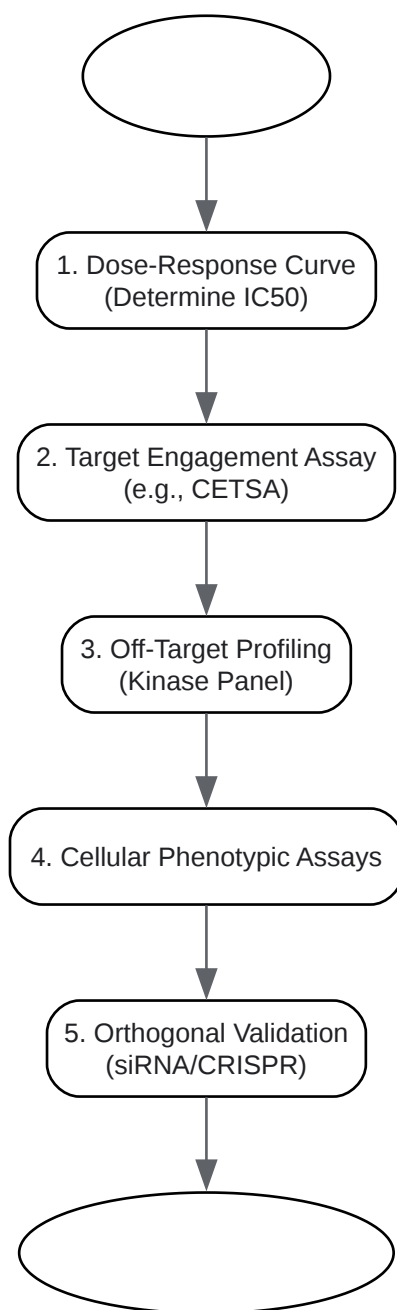 1. Dose-Response Curve
(Determine IC50)
2. Target Engagement Assay
(e.g., CETSA)
3. Off-Target Profiling
(Kinase Panel)
4. Cellular Phenotypic Assays
5. Orthogonal Validation
(siRNA/CRISPR)